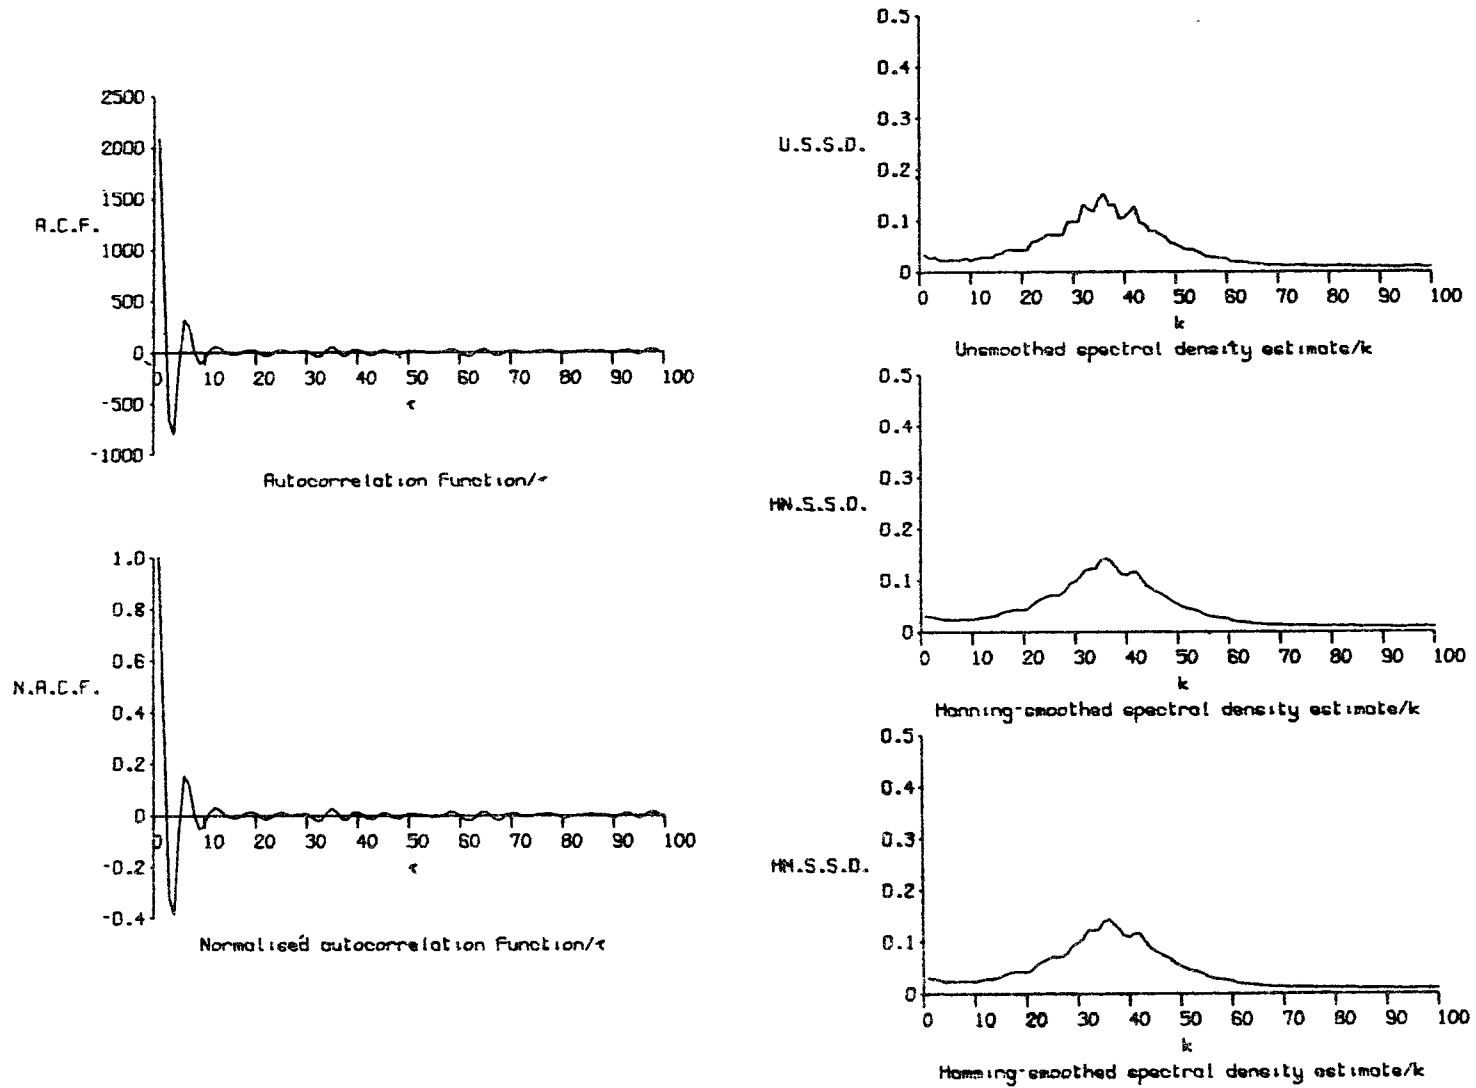 2500
2000
1500
A.C.F.
1000
500
0
-500
-1000
0 10 20 30 40 50 60 70 80 90 100
τ
Autocorrelation Function/τ
1.0
0.8
0.6
N.A.C.F.
0.4
0.2
0
-0.2
-0.4
0 10 20 30 40 50 60 70 80 90 100
τ
Normalised autocorrelation Function/τ
0.5
0.4
0.3
U.S.S.D.
0.2
0.1
0
0 10 20 30 40 50 60 70 80 90 100
k
Unsmoothed spectral density estimate/k
0.5
0.4
0.3
HN.S.S.D.
0.2
0.1
0
0 10 20 30 40 50 60 70 80 90 100
k
Hanning-smoothed spectral density estimate/k
0.5
0.4
0.3
HM.S.S.D.
0.2
0.1
0
0 10 20 30 40 50 60 70 80 90 100
k
Hamming-smoothed spectral density estimate/k